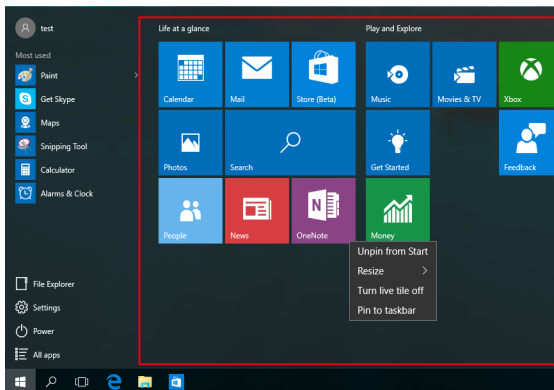 test
Most used
Paint
Get Skype
Maps
Snipping Tool
Calculator
Alarms & Clock
File Explorer
Settings
Power
All apps
Life at a glance
Play and Explore
Calendar
Mail
Store (Beta)
Music
Movies & TV
Xbox
Photos
Search
Get Started
Feedback
People
News
OneNote
Money
Unpin from Start
Resize
Turn live tile off
Pin to taskbar